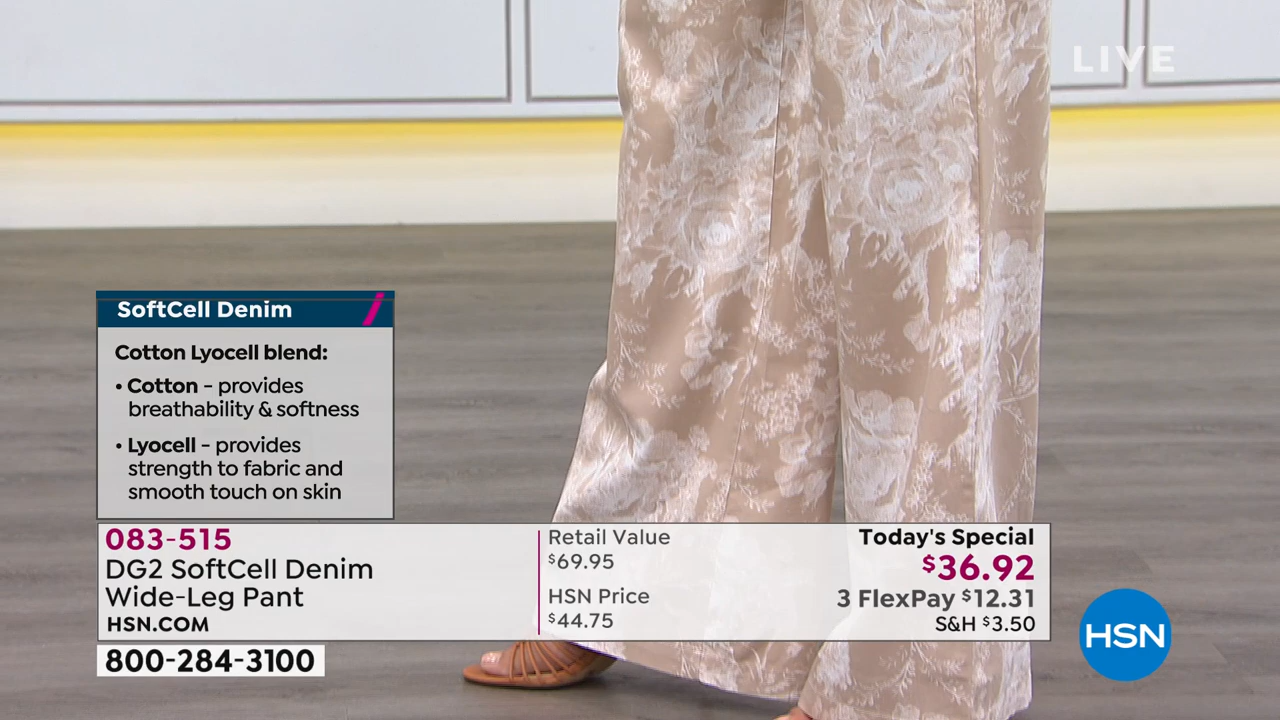 LIVE
SoftCell Denim
Cotton Lyocell blend:
• Cotton - provides
breathability & softness
• Lyocell - provides
strength to fabric and
smooth touch on skin
083-515
DG2 SoftCell Denim
Wide-Leg Pant
HSN.COM
Retail Value
$69.95
HSN Price
$44.75
Today's Special
$36.92
3 FlexPay $12.31
S&H $3.50
800-284-3100
HSN